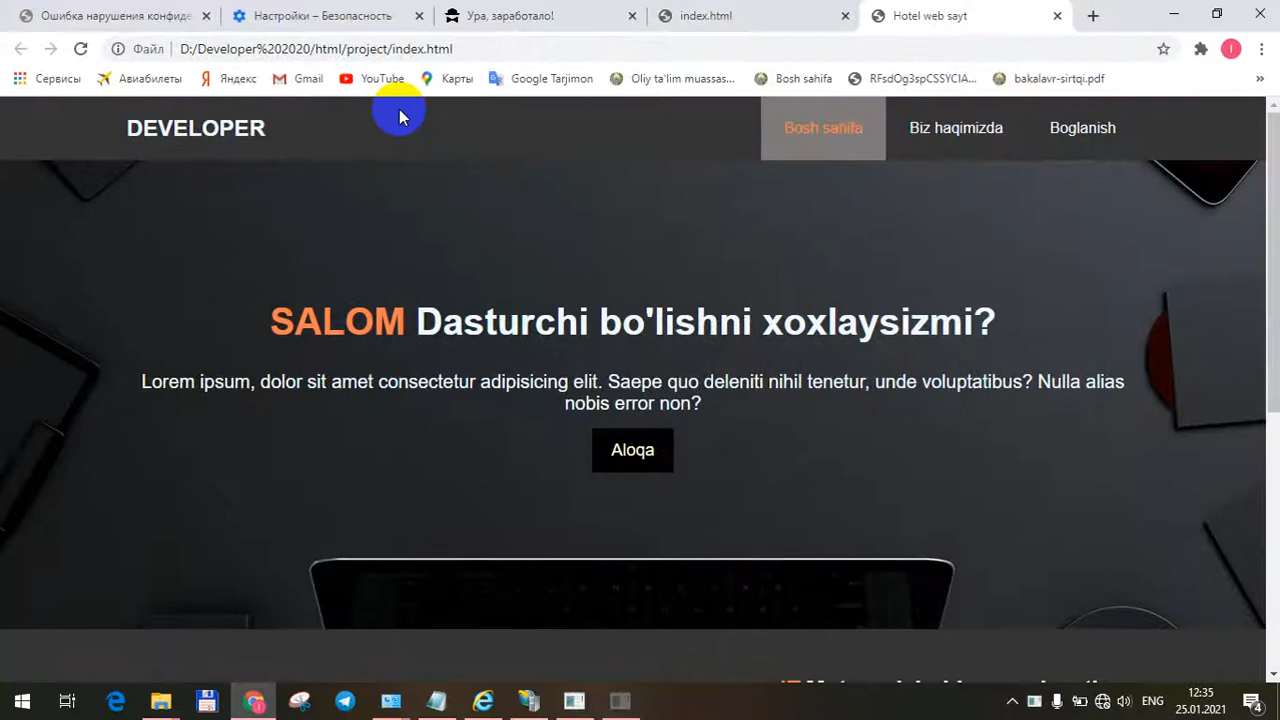 Ошибка нарушения конфиде
Настройки – Безопасность
Ура, заработало!
index.html
Hotel web sayt
Файл
D:/Developer%202020/html/project/index.html
I
Сервисы
Авиабилеты
Яндекс
Gmail
YouTube
Карты
Google Tarjimon
Oliy ta'lim muassas...
Bosh sahifa
RFsdOg3spCSSYCIA...
bakalavr-sirtqi.pdf
»
DEVELOPER
Bosh sahifa
Biz haqimizda
Boglanish
SALOM Dasturchi bo'lishni xoxlaysizmi?
Lorem ipsum, dolor sit amet consectetur adipisicing elit. Saepe quo deleniti nihil tenetur, unde voluptatibus? Nulla alias
nobis error non?
Aloqa
ENG
12:35
25.01.2021
4